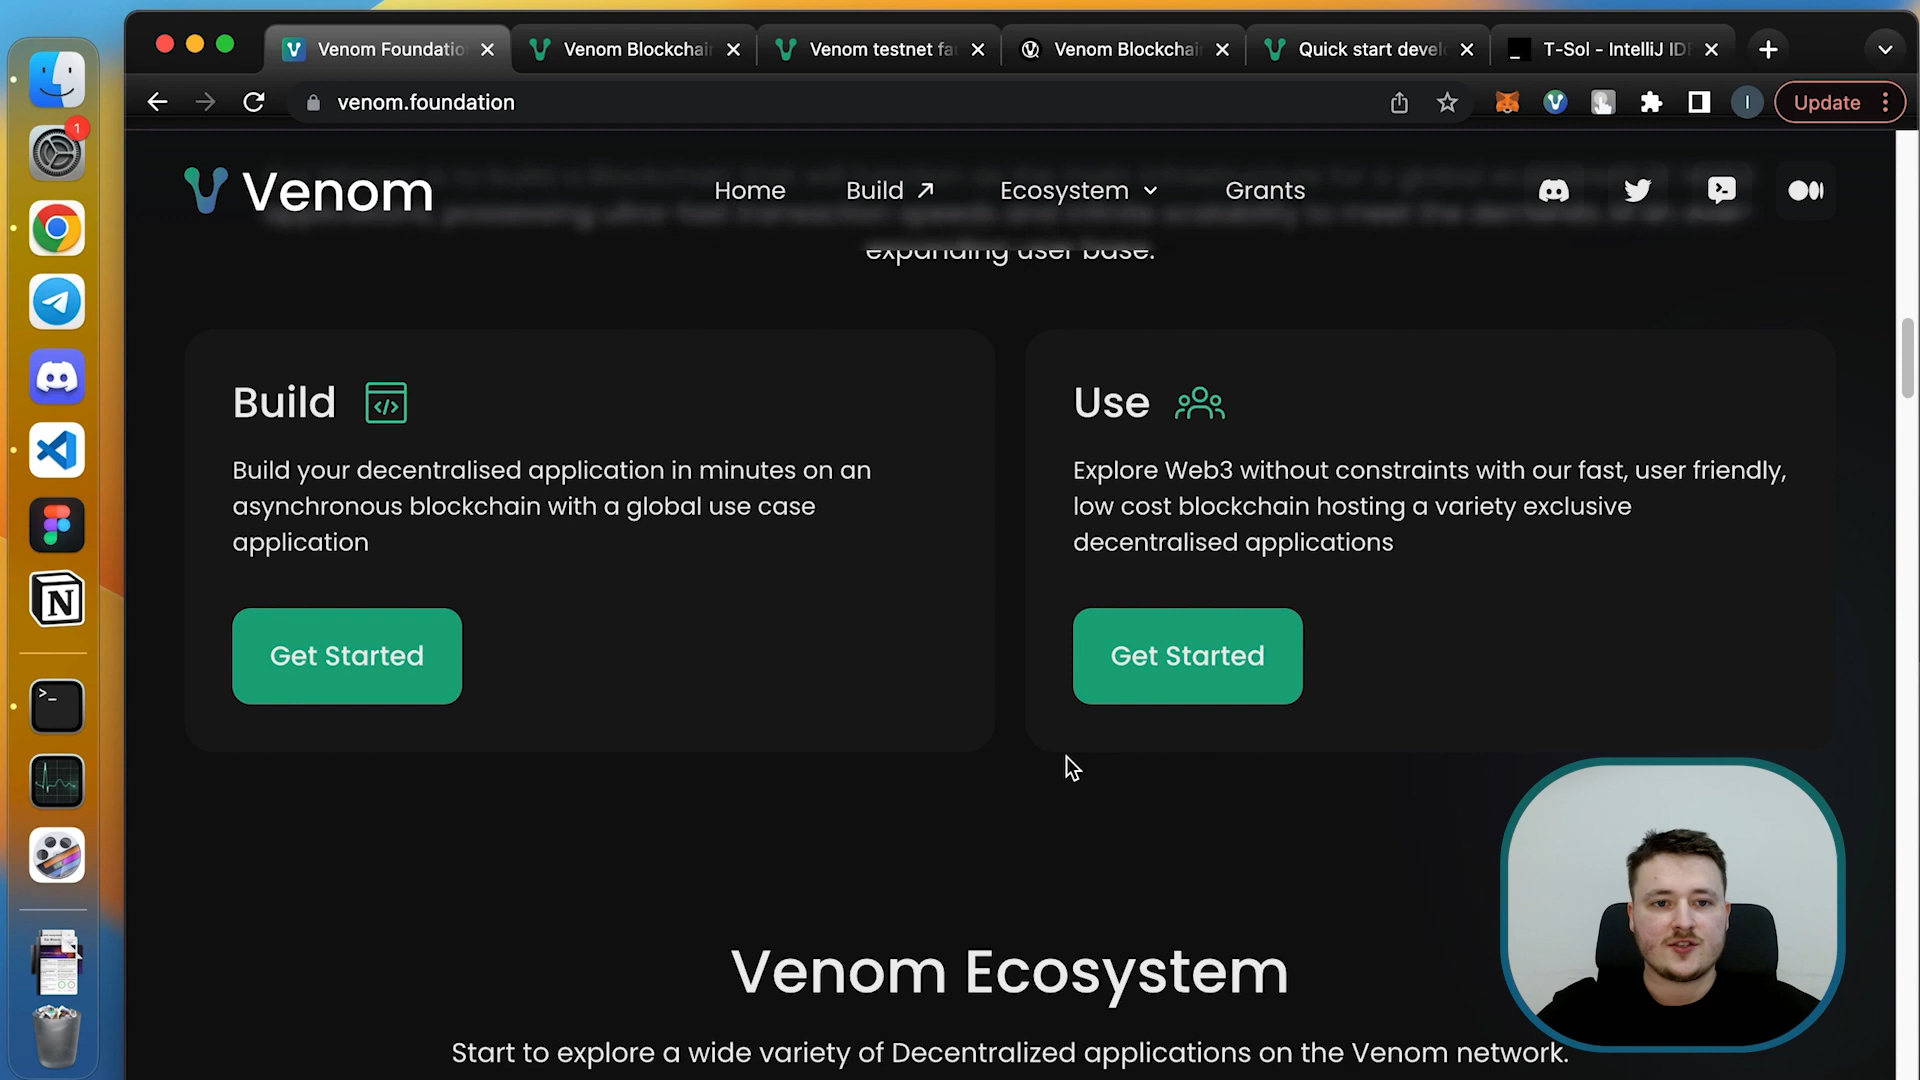 Venom Foundatio
Venom Blockchai
Venom testnet fa
Venom Blockchai
Quick start devel
T-Sol - IntelliJ ID
venom.foundation
I
Update
1
Venom
Home
Build
Ecosystem
Grants
expanding user base.
Build
Use
Build your decentralised application in minutes on an
asynchronous blockchain with a global use case
application
Explore Web3 without constraints with our fast, user friendly,
low cost blockchain hosting a variety exclusive
decentralised applications
Get Started
Get Started
Venom Ecosystem
Start to explore a wide variety of Decentralized applications on the Venom network.